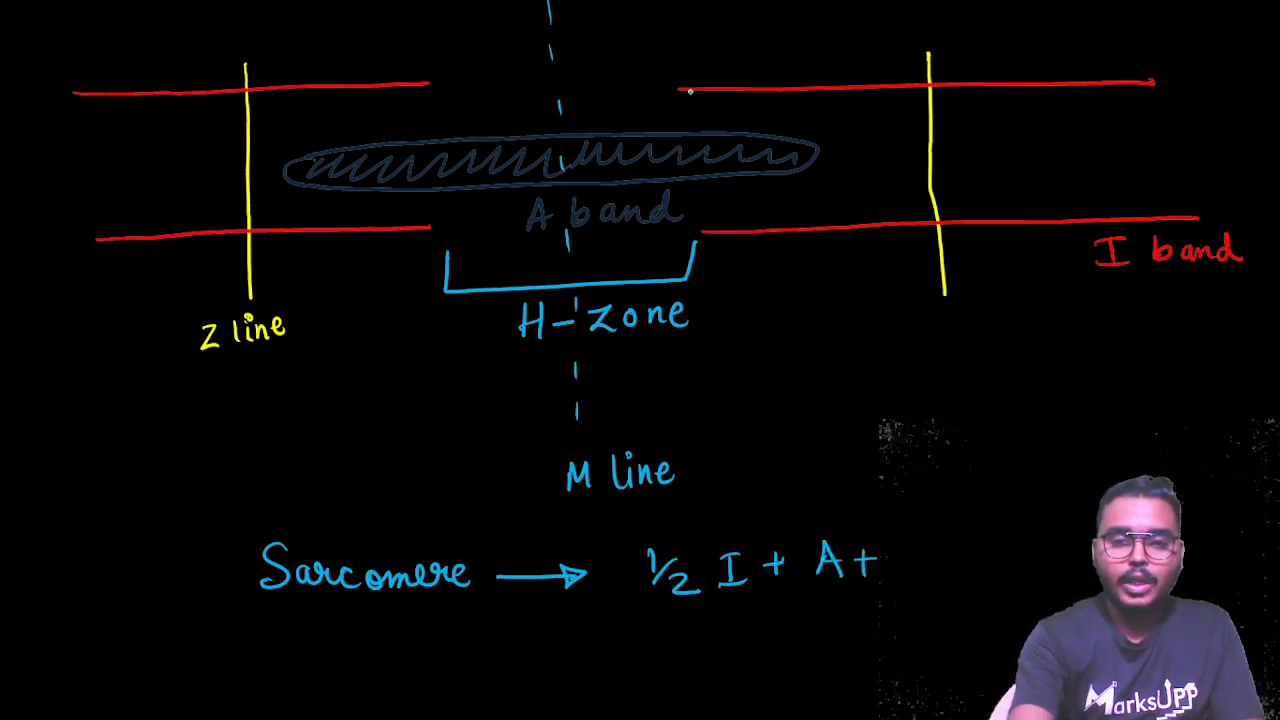 A band
I band
H-Zone
Z line
M line
Sarcomere → 1/2 I + A +
MarksUpp